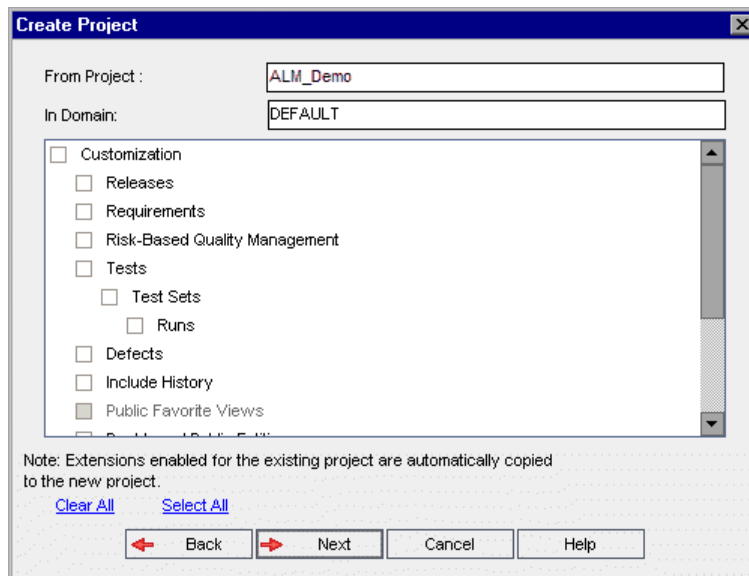 Create Project
From Project :
ALM_Demo
In Domain:
DEFAULT
Customization
Releases
Requirements
Risk-Based Quality Management
Tests
Test Sets
Runs
Defects
Include History
Public Favorite Views
Note: Extensions enabled for the existing project are automatically copied
to the new project.
Clear All Select All
Back Next Cancel Help